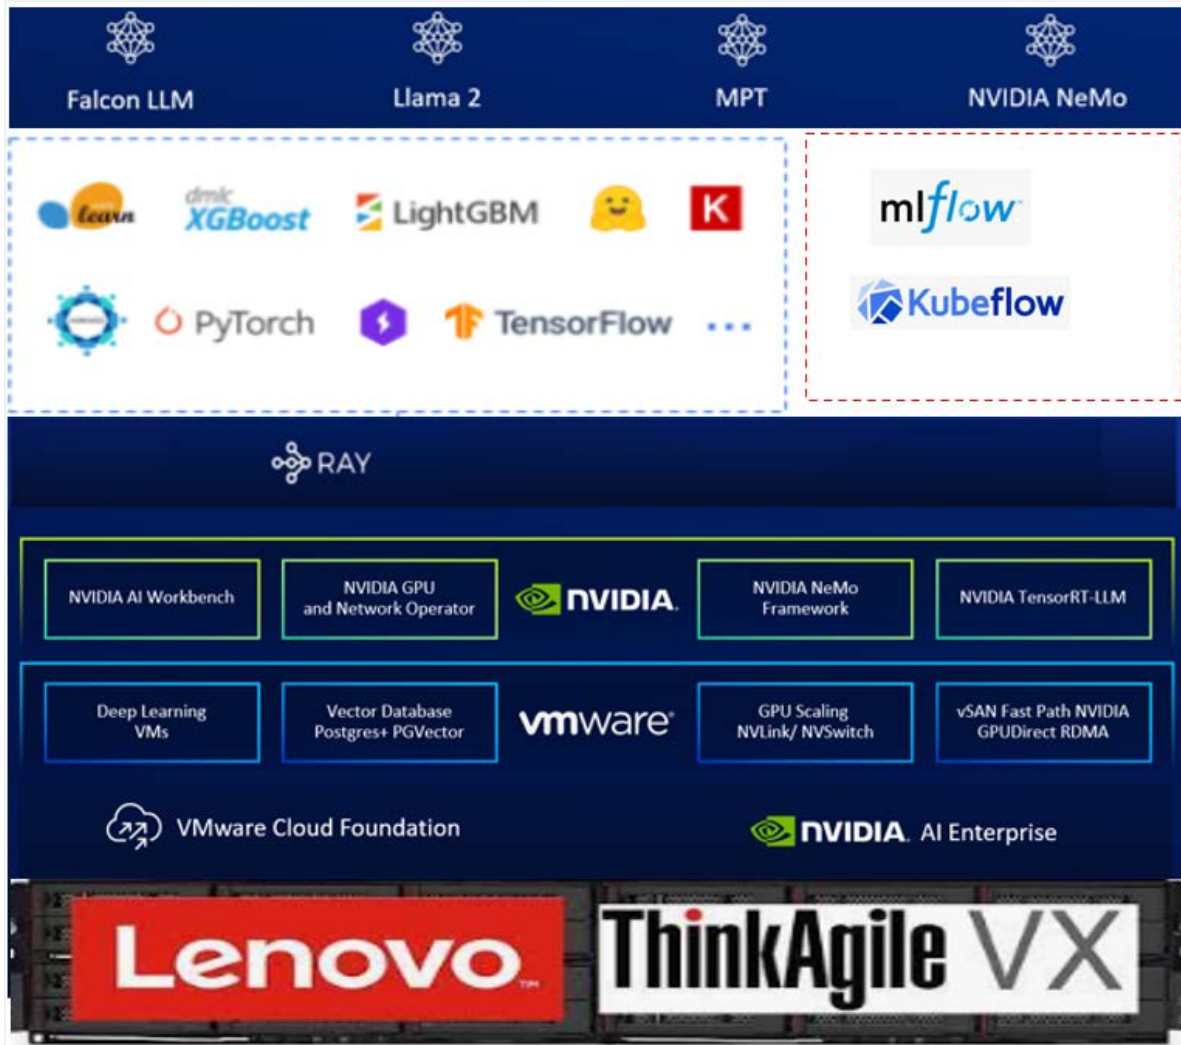 Falcon LLM
Llama 2
MPT
NVIDIA NeMo
learn
dmlc
XGBoost
LightGBM
K
mlflow
PyTorch
TensorFlow
...
Kubeflow
RAY
NVIDIA AI Workbench
NVIDIA GPU
and Network Operator
NVIDIA.
NVIDIA NeMo
Framework
NVIDIA TensorRT-LLM
Deep Learning
VMs
Vector Database
Postgres+ PGVector
vmware®
GPU Scaling
NVLink/ NVSwitch
vSAN Fast Path NVIDIA
GPUDirect RDMA
VMware Cloud Foundation
NVIDIA. AI Enterprise
Lenovo™
ThinkAgile VX